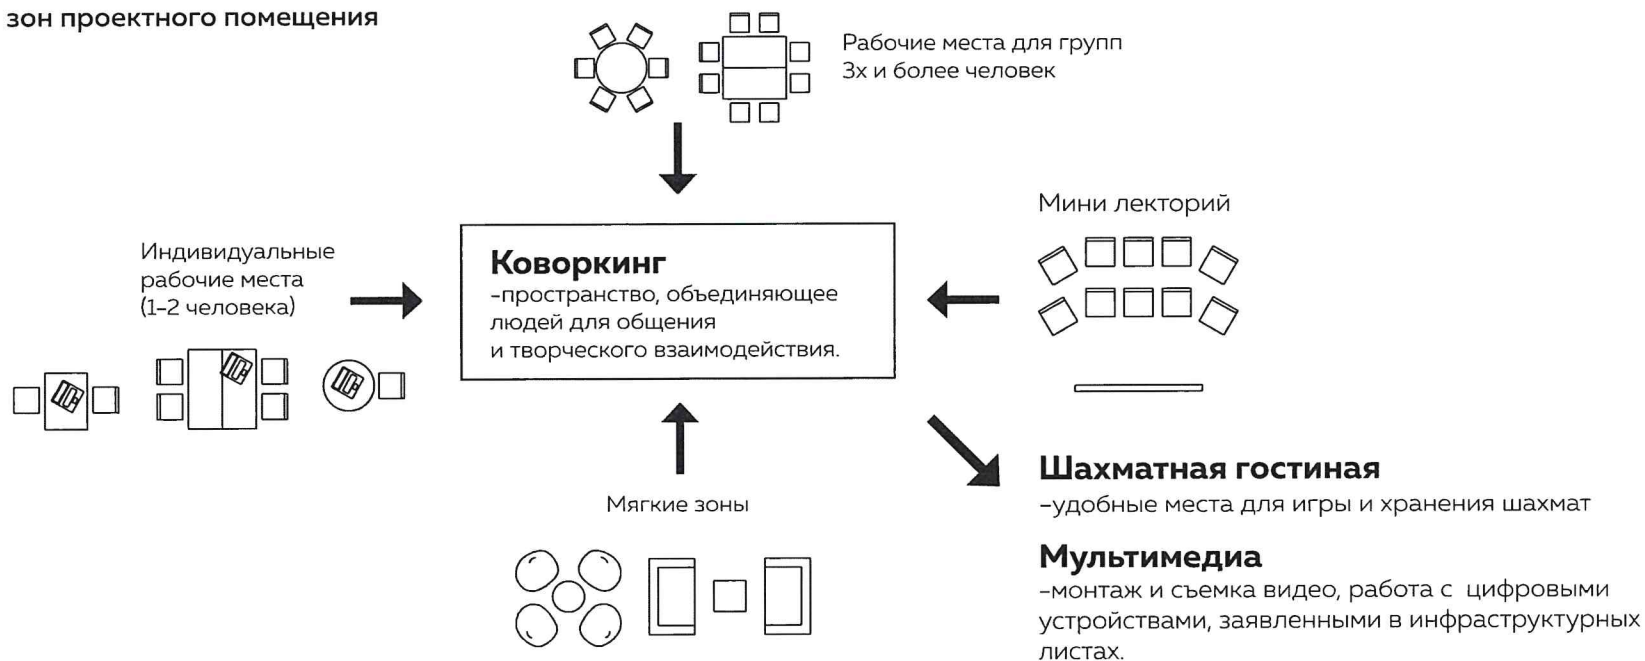 зон проектного помещения
Рабочие места для групп
3х и более человек
Мини лекторий
Индивидуальные
рабочие места
(1–2 человека)
Коворкинг
–пространство, объединяющее
людей для общения
и творческого взаимодействия.
Мягкие зоны
Шахматная гостиная
–удобные места для игры и хранения шахмат
Мультимедиа
–монтаж и съемка видео, работа с цифровыми
устройствами, заявленными в инфраструктурных
листах.